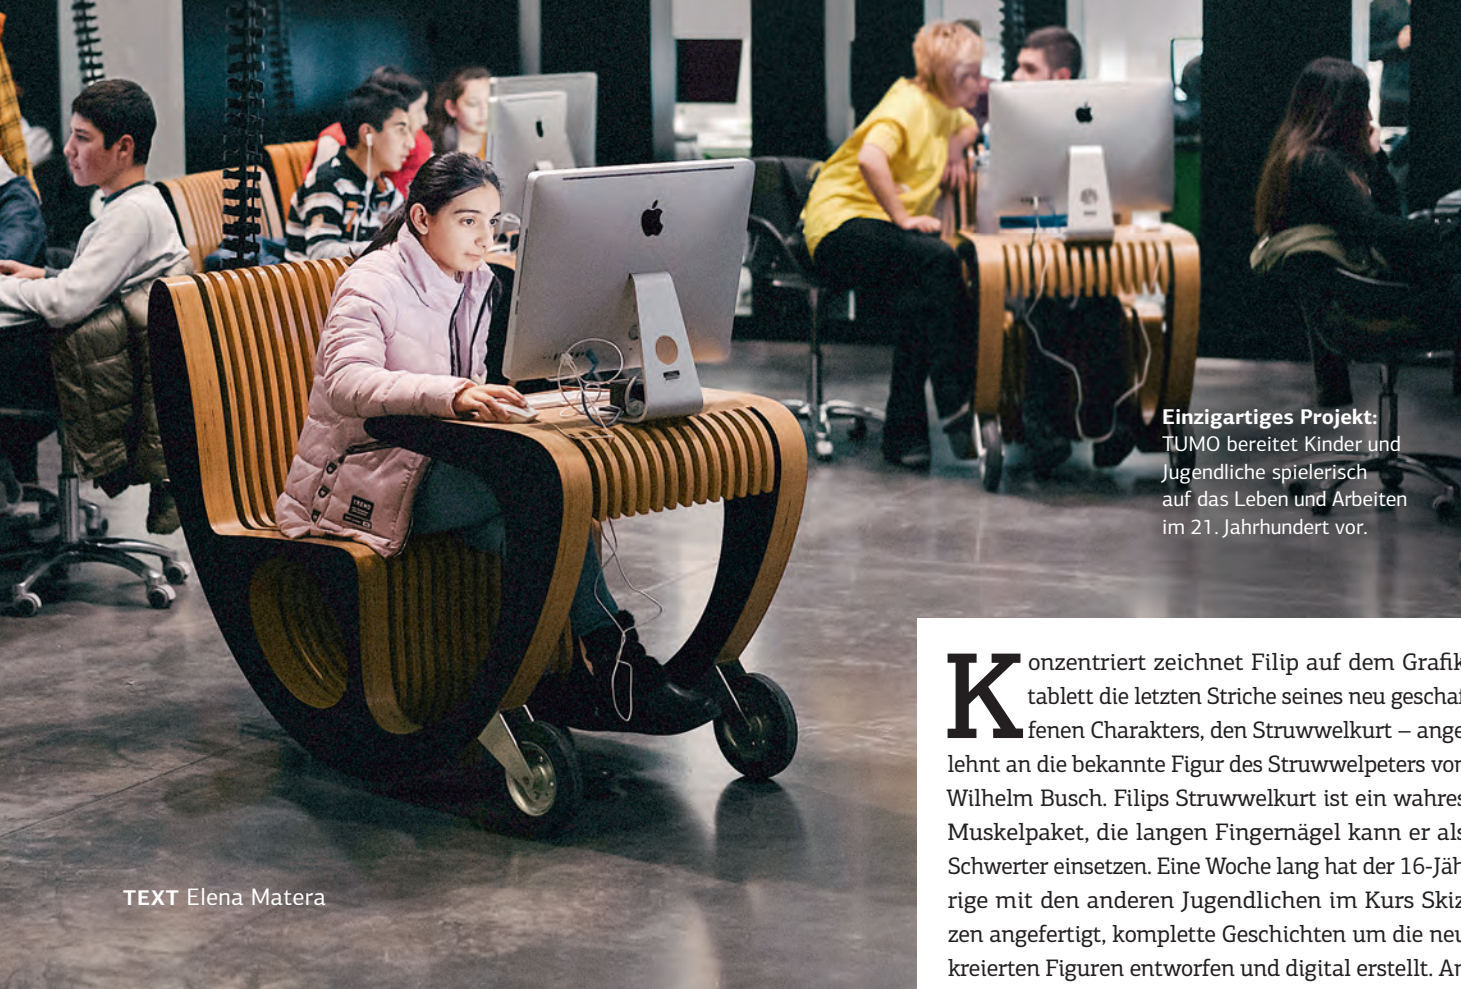 Einzigartiges Projekt:
TUMO bereitet Kinder und
Jugendliche spielerisch
auf das Leben und Arbeiten
im 21. Jahrhundert vor.
Konzentriert zeichnet Filip auf dem Grafik
tablett die letzten Striche seines neu geschaf
fenen Charakters, den Struwwelkurt – ange
lehnt an die bekannte Figur des Struwwelpeters von
Wilhelm Busch. Filips Struwwelkurt ist ein wahres
Muskelpaket, die langen Fingernägel kann er als
Schwerter einsetzen. Eine Woche lang hat der 16-Jäh
rige mit den anderen Jugendlichen im Kurs Skiz
zen angefertigt, komplette Geschichten um die neu
kreierten Figuren entworfen und digital erstellt. An
TEXT Elena Matera
TREND